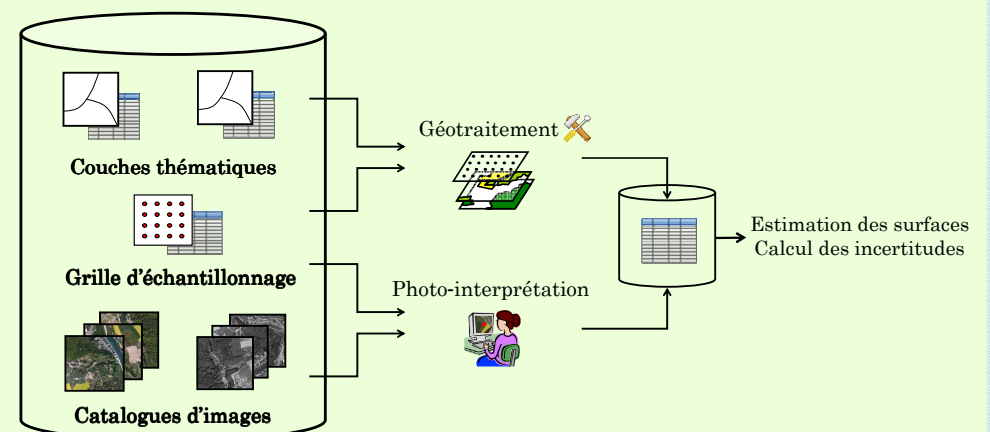 Couches thématiques
Grille d'échantillonnage
Catalogues d'images
Géotraitement
Photo-interprétation
Estimation des surfaces
Calcul des incertitudes